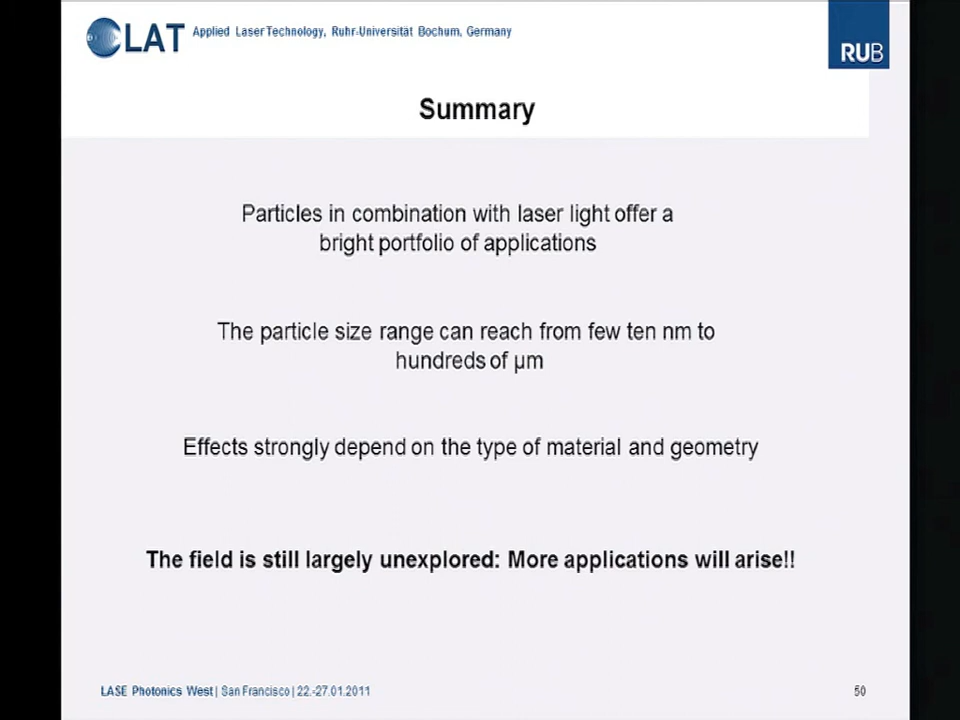 LAT Applied Laser Technology, Ruhr-Universität Bochum, Germany
RUB
Summary
Particles in combination with laser light offer a
bright portfolio of applications
The particle size range can reach from few ten nm to
hundreds of µm
Effects strongly depend on the type of material and geometry
The field is still largely unexplored: More applications will arise!!
LASE Photonics West | San Francisco | 22.-27.01.2011 50